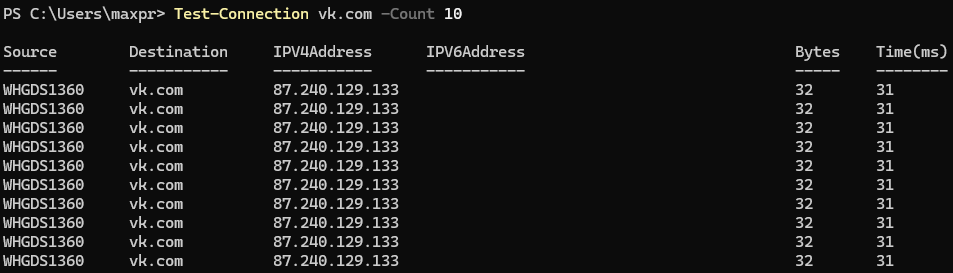 PS C:\Users\maxpr> Test-Connection vk.com -Count 10
Source Destination IPV4Address IPV6Address Bytes Time(ms)
------ ----------- ----------- ----------- ----- --------
WHGDS1360 vk.com 87.240.129.133 32 31
WHGDS1360 vk.com 87.240.129.133 32 31
WHGDS1360 vk.com 87.240.129.133 32 31
WHGDS1360 vk.com 87.240.129.133 32 31
WHGDS1360 vk.com 87.240.129.133 32 31
WHGDS1360 vk.com 87.240.129.133 32 31
WHGDS1360 vk.com 87.240.129.133 32 31
WHGDS1360 vk.com 87.240.129.133 32 31
WHGDS1360 vk.com 87.240.129.133 32 31
WHGDS1360 vk.com 87.240.129.133 32 31